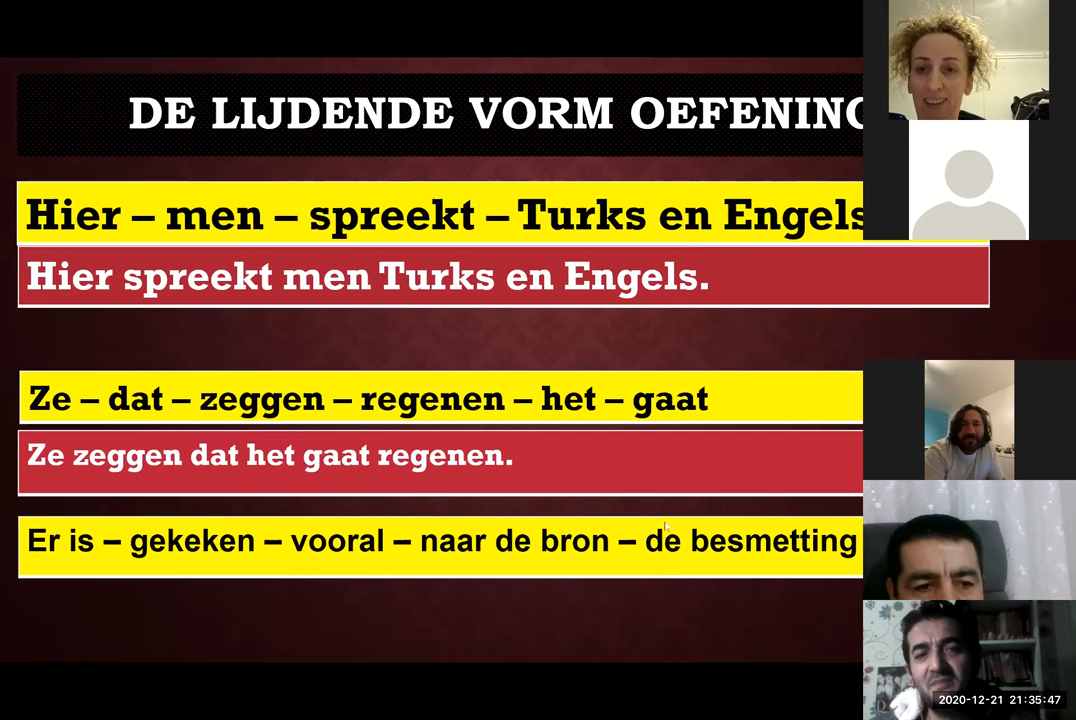 DE LIJDENDE VORM OEFENING
Hier – men – spreekt – Turks en Engels
Hier spreekt men Turks en Engels.
Ze – dat – zeggen – regenen – het – gaat
Ze zeggen dat het gaat regenen.
Er is – gekeken – vooral – naar de bron – de besmetting
2020-12-21 21:35:47